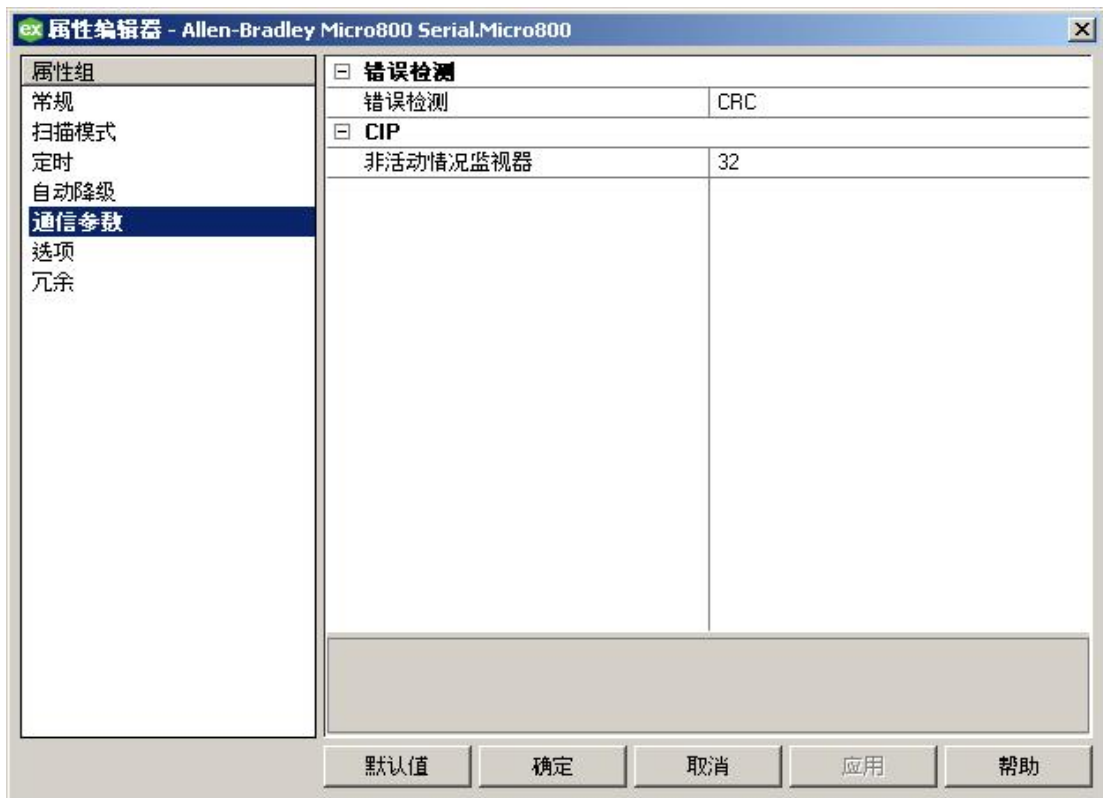 ex 属性编辑器 - Allen-Bradley Micro800 Serial.Micro800
属性组
常规
扫描模式
定时
自动降级
通信参数
选项
冗余
错误检测
错误检测 CRC
CIP
非活动情况监视器 32
默认值 确定 取消 应用 帮助